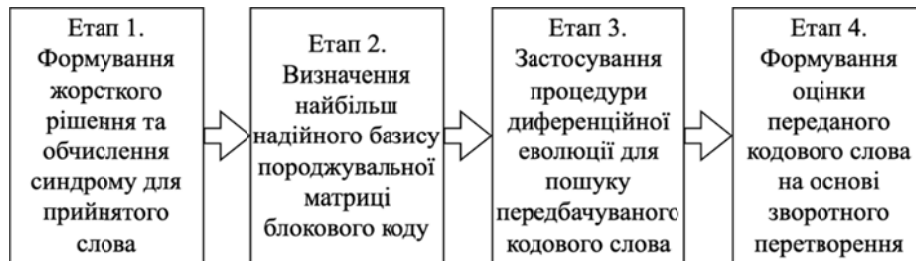 Етап 1.
Формування
жорсткого
рішення та
обчислення
синдрому для
прийнятого
слова
Етап 2.
Визначення
найбільш
надійного базису
породжувальної
матриці
блокового коду
Етап 3.
Застосування
процедури
диференційної
еволюції для
пошуку
передбачуваного
кодового слова
Етап 4.
Формування
оцінки
переданого
кодового слова
на основі
зворотного
перетворення